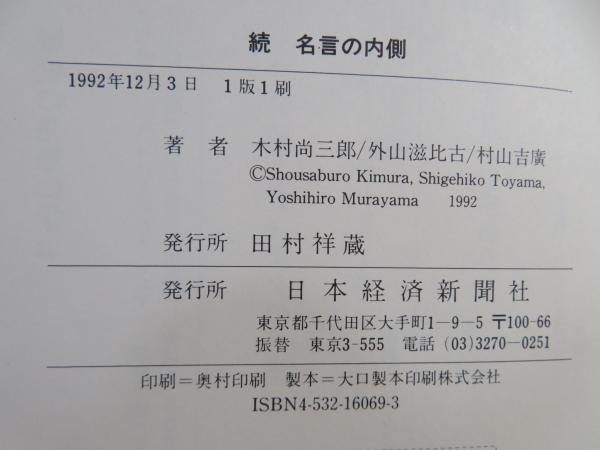 続 名言の内側
1992年12月3日 1版1刷
著者 木村尚三郎/外山滋比古/村山吉廣
©Shousaburo Kimura, Shigehiko Toyama,
Yoshihiro Murayama 1992
発行所 田村祥蔵
発行所 日本経済新聞社
東京都千代田区大手町1-9-5 〒100-66
振替 東京3-555 電話 (03)3270-0251
印刷=奥村印刷 製本=大口製本印刷株式会社
ISBN4-532-16069-3